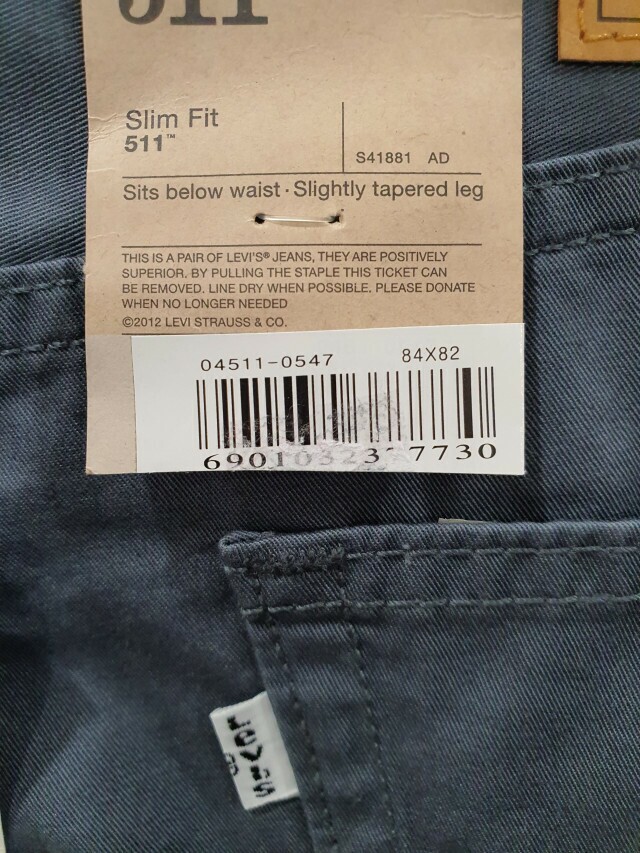 511
Slim Fit
511™
S41881 AD
Sits below waist · Slightly tapered leg
THIS IS A PAIR OF LEVI'S® JEANS, THEY ARE POSITIVELY
SUPERIOR. BY PULLING THE STAPLE THIS TICKET CAN
BE REMOVED. LINE DRY WHEN POSSIBLE. PLEASE DONATE
WHEN NO LONGER NEEDED
©2012 LEVI STRAUSS & CO.
04511-0547 84X82
Levi's